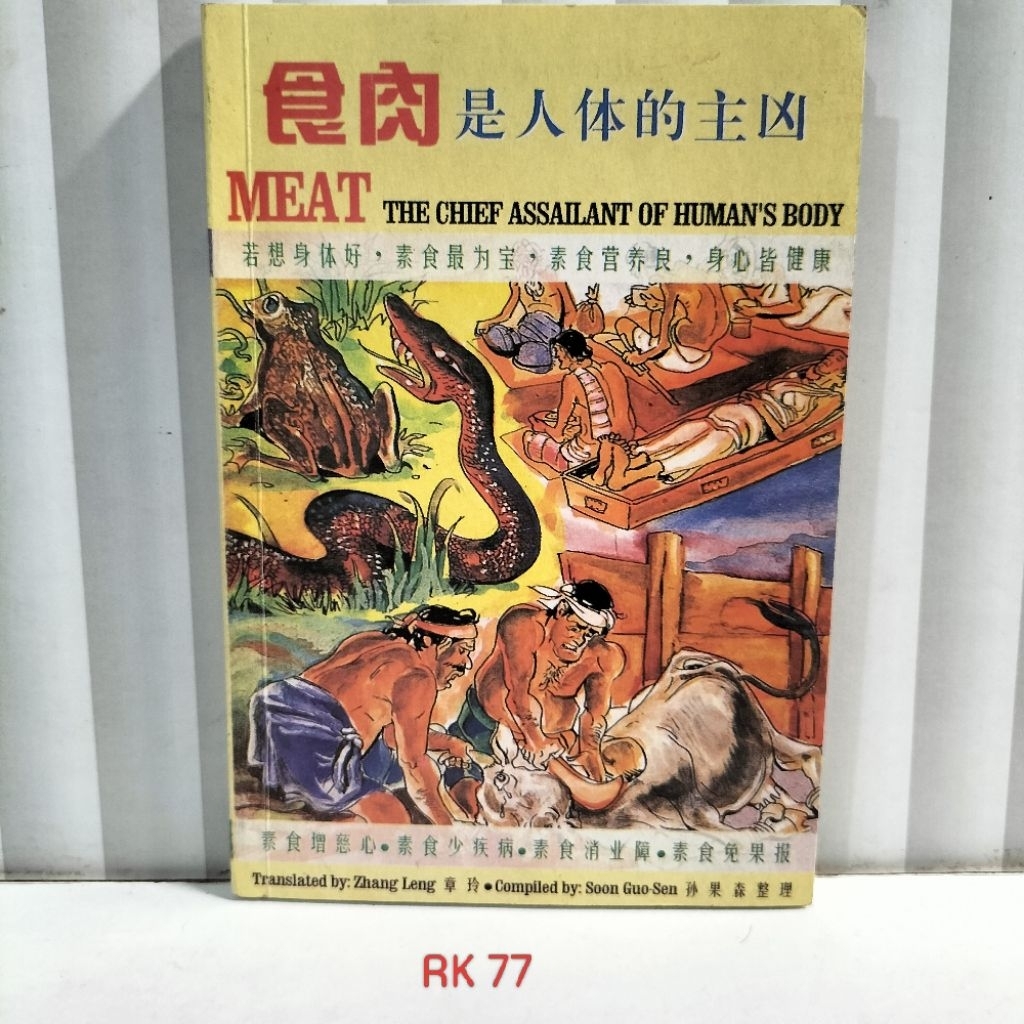 食肉是人体的主凶
MEAT THE CHIEF ASSAILANT OF HUMAN'S BODY
若想身体好，素食最为宝，素食营养良，身心皆健康
素食增慈心●素食少疾病●素食消业障●素食免果报
Translated by: Zhang Leng 章玲●Compiled by: Soon Guo-Sen 孙果森整理
RK 77